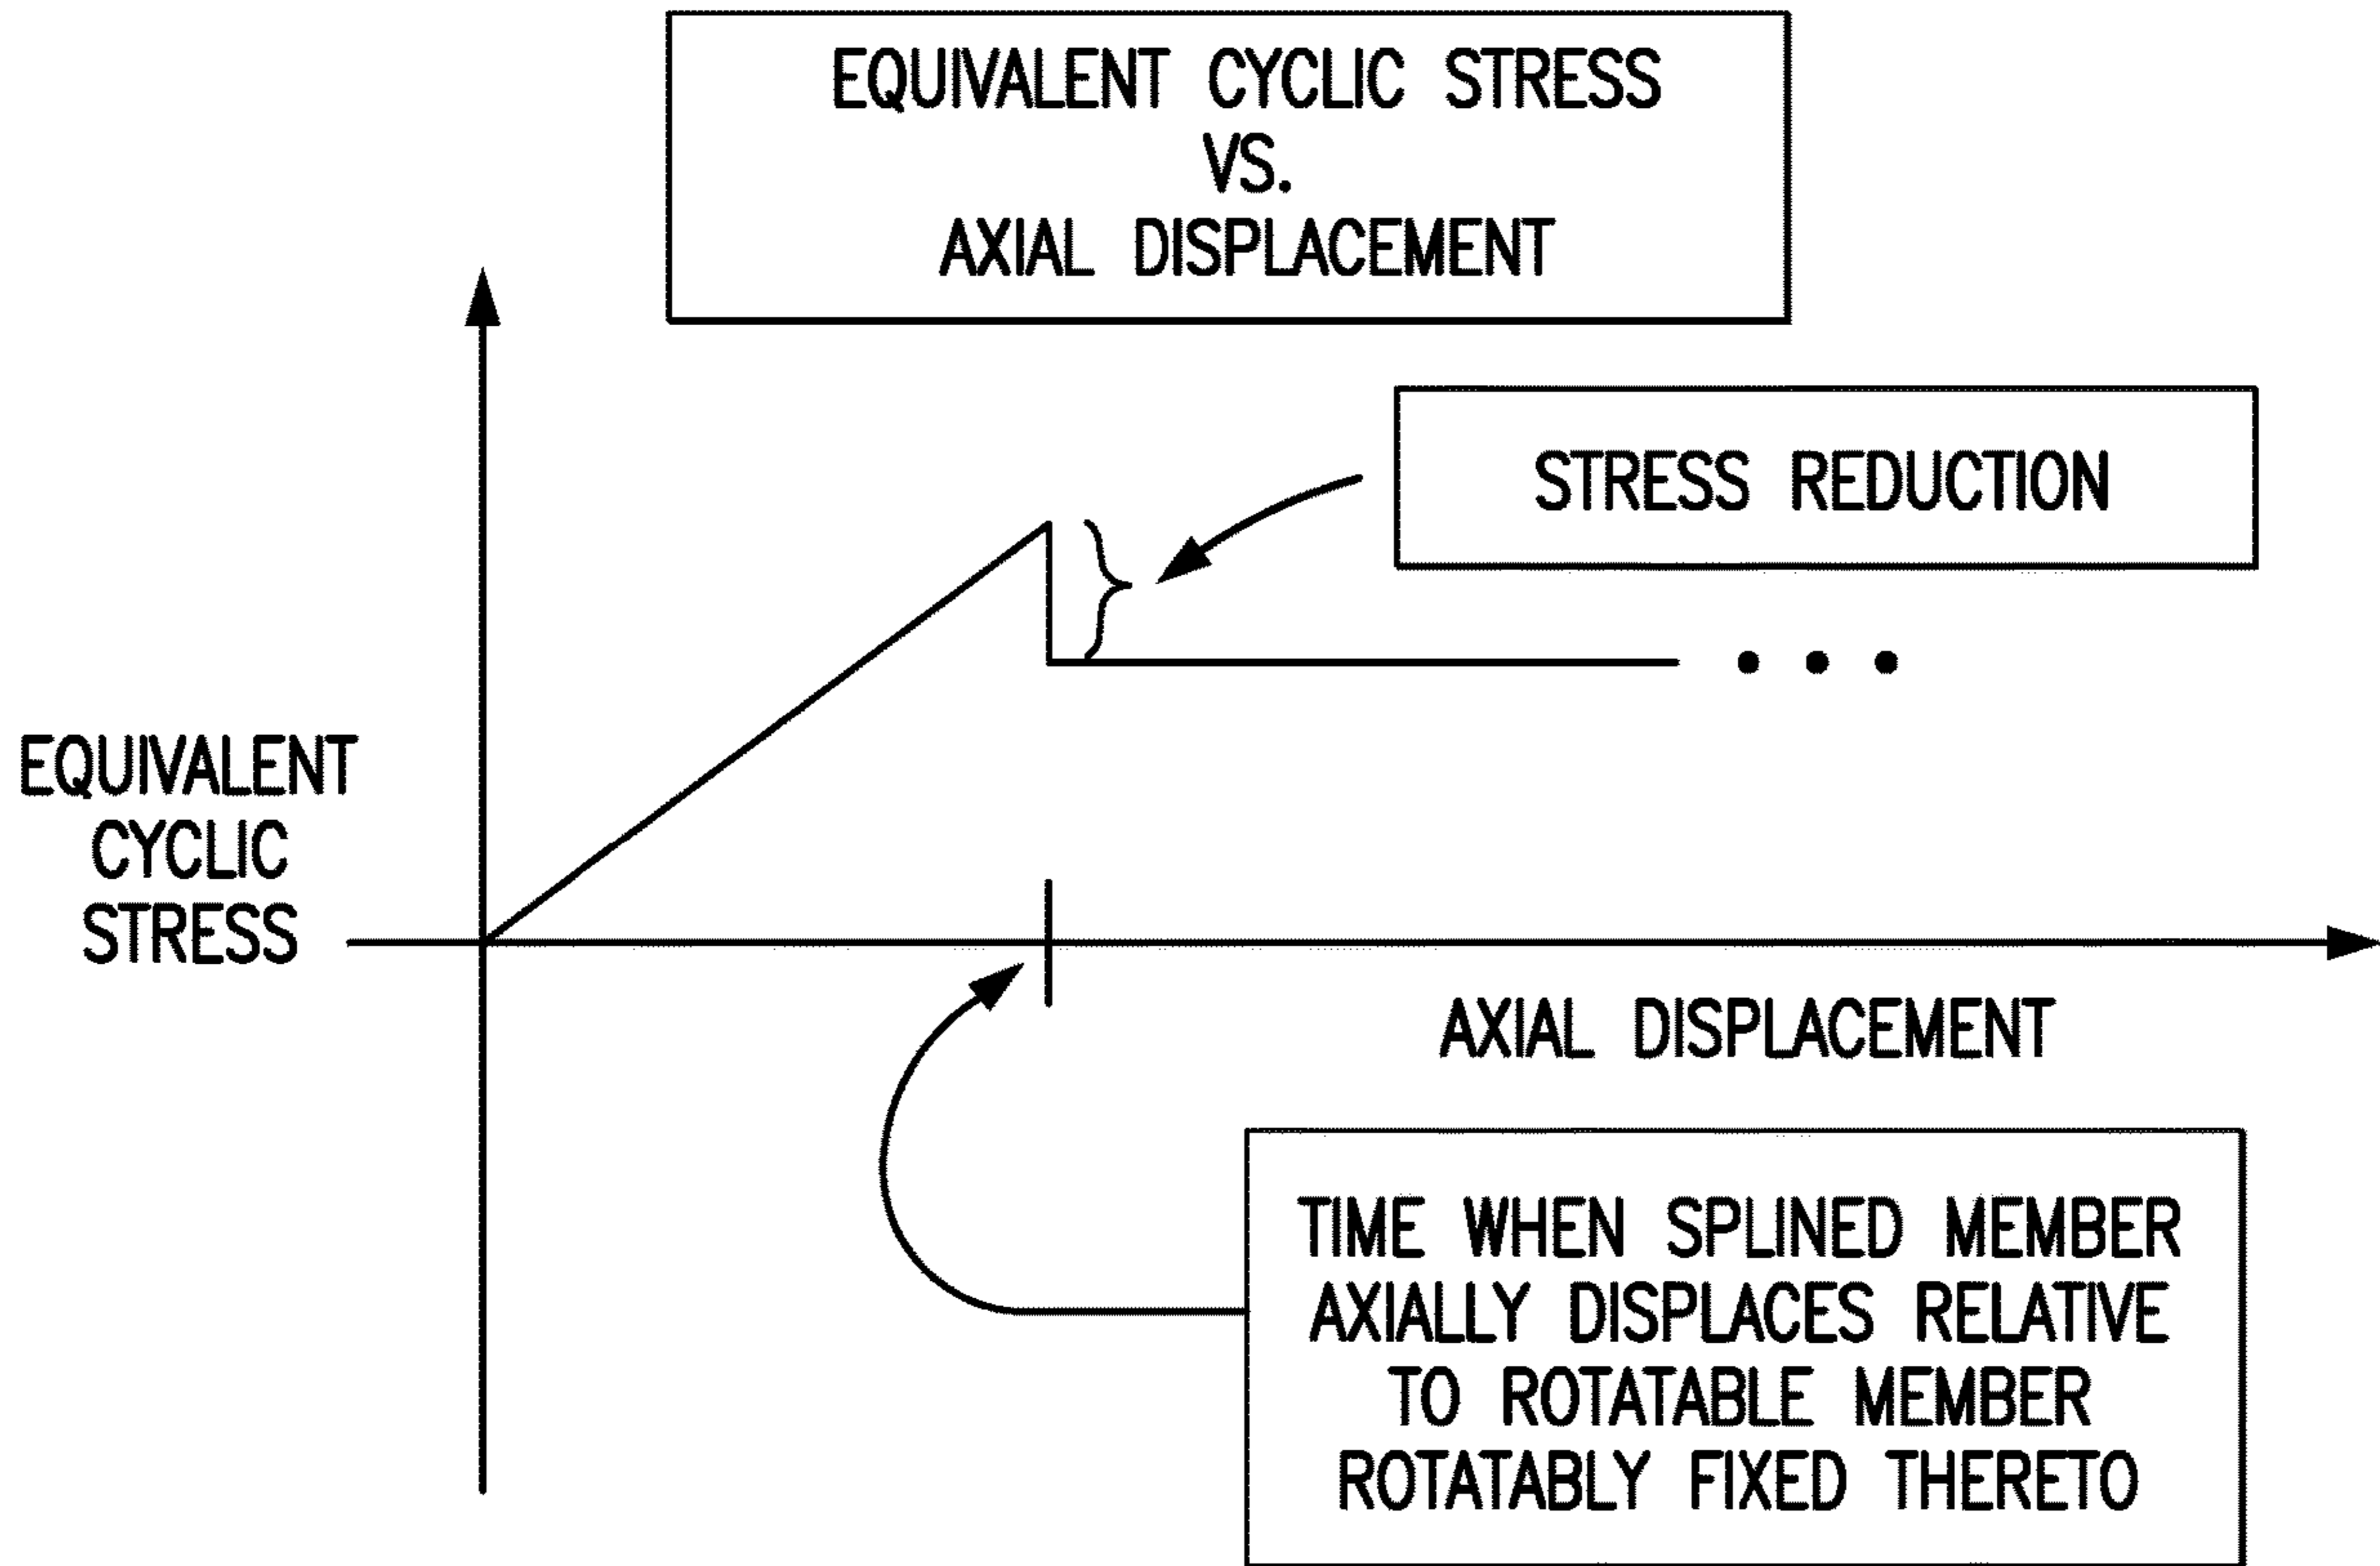 EQUIVALENT CYCLIC STRESS
VS.
AXIAL DISPLACEMENT
STRESS REDUCTION
EQUIVALENT
CYCLIC
STRESS
AXIAL DISPLACEMENT
TIME WHEN SPLINED MEMBER
AXIALLY DISPLACES RELATIVE
TO ROTATABLE MEMBER
ROTATABLY FIXED THERETO